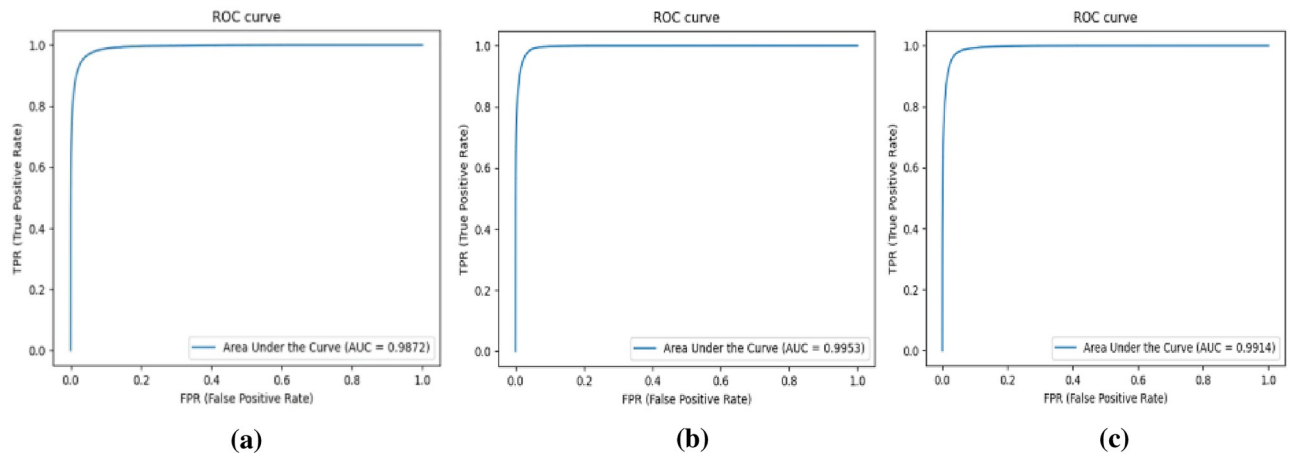 ROC curve
1.0
0.8
0.6
0.4
0.2
0.0
TPR (True Positive Rate)
Area Under the Curve (AUC = 0.9872)
0.0 0.2 0.4 0.6 0.8 1.0
FPR (False Positive Rate)
(a)
ROC curve
1.0
0.8
0.6
0.4
0.2
0.0
TPR (True Positive Rate)
Area Under the Curve (AUC = 0.9953)
0.0 0.2 0.4 0.6 0.8 1.0
FPR (False Positive Rate)
(b)
ROC curve
1.0
0.8
0.6
0.4
0.2
0.0
TPR (True Positive Rate)
Area Under the Curve (AUC = 0.9914)
0.0 0.2 0.4 0.6 0.8 1.0
FPR (False Positive Rate)
(c)